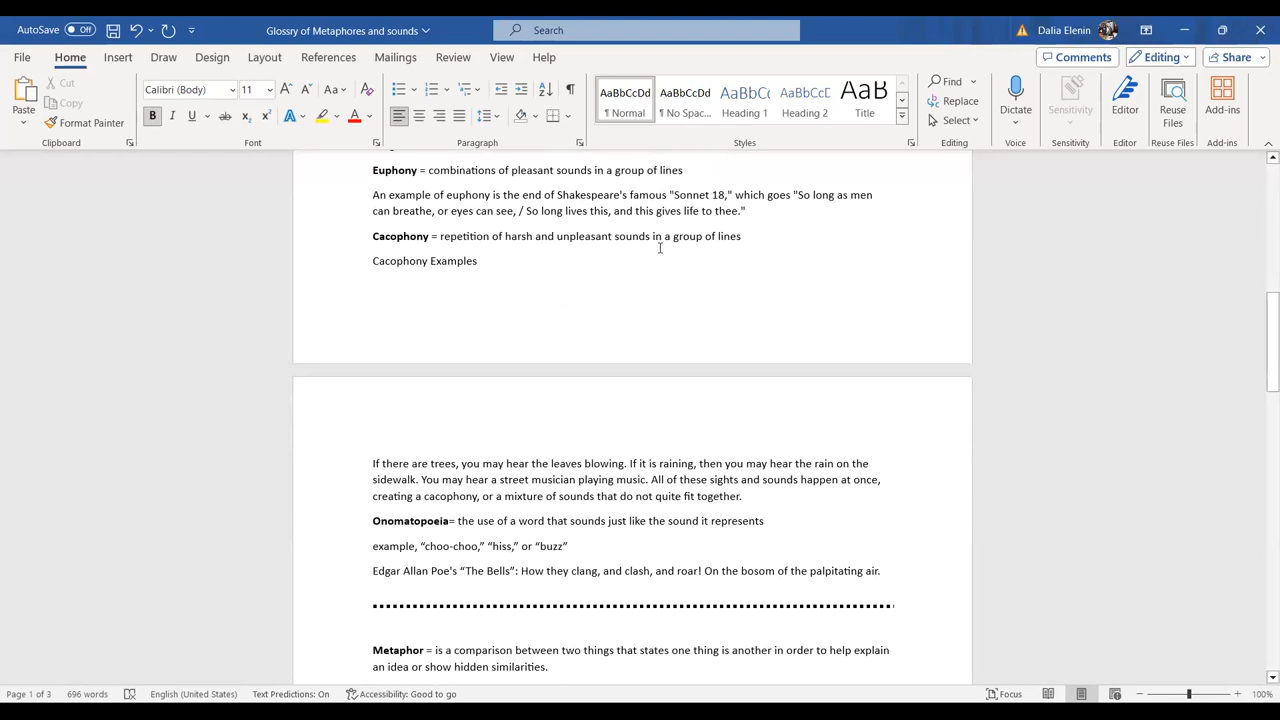 AutoSave Off
Glossry of Metaphores and sounds
Search
Dalia Elenin
File Home Insert Draw Design Layout References Mailings Review View Help
Comments Editing Share
Paste
Cut
Copy
Format Painter
Clipboard
Calibri (Body) 11
Font
Paragraph
AaBbCcDd AaBbCcDd AaBbCc AaBbCcD AaB
¶ Normal ¶ No Spac... Heading 1 Heading 2 Title
Styles
Find
Replace
Select
Editing
Dictate
Voice
Sensitivity
Sensitivity
Editor
Editor
Reuse Files
Reuse Files
Add-ins
Add-ins
Euphony = combinations of pleasant sounds in a group of lines
An example of euphony is the end of Shakespeare's famous "Sonnet 18," which goes "So long as men
can breathe, or eyes can see, / So long lives this, and this gives life to thee."
Cacophony = repetition of harsh and unpleasant sounds in a group of lines
Cacophony Examples
If there are trees, you may hear the leaves blowing. If it is raining, then you may hear the rain on the
sidewalk. You may hear a street musician playing music. All of these sights and sounds happen at once,
creating a cacophony, or a mixture of sounds that do not quite fit together.
Onomatopoeia= the use of a word that sounds just like the sound it represents
example, “choo-choo,” “hiss,” or “buzz”
Edgar Allan Poe's “The Bells”: How they clang, and clash, and roar! On the bosom of the palpitating air.
Metaphor = is a comparison between two things that states one thing is another in order to help explain
an idea or show hidden similarities.
Page 1 of 3 696 words English (United States) Text Predictions: On Accessibility: Good to go Focus 100%